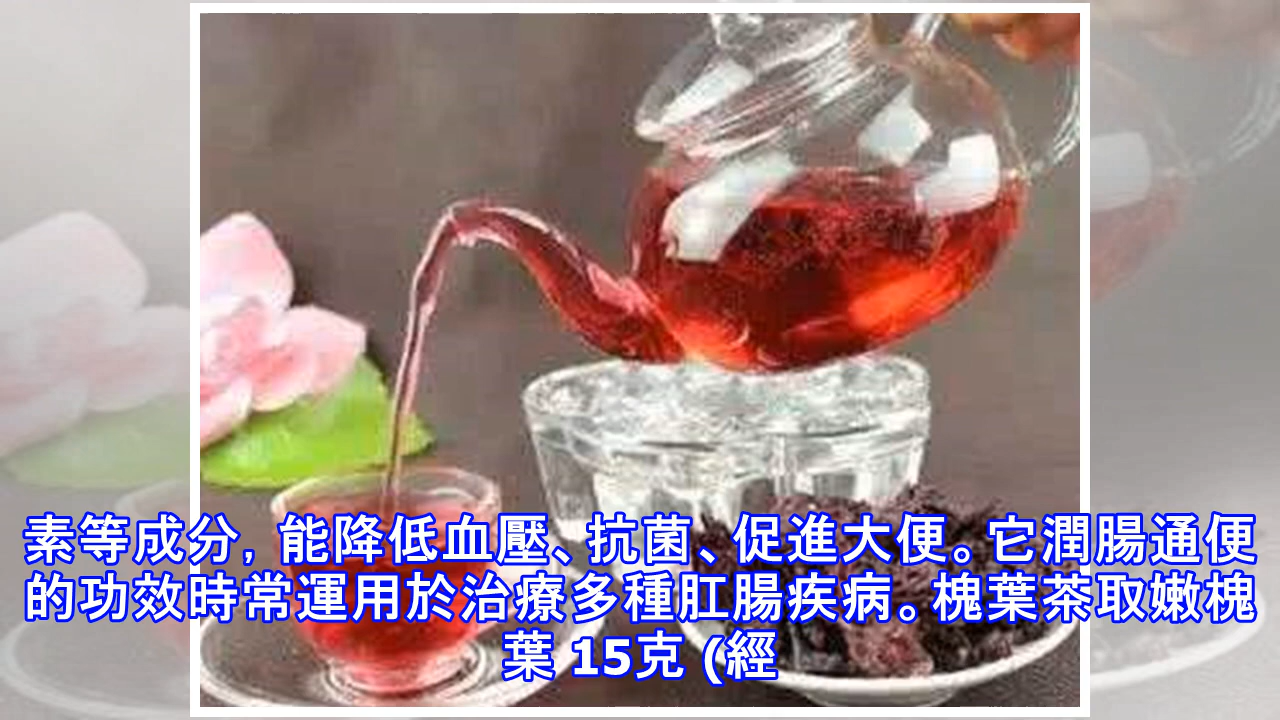 素等成分, 能降低血壓、抗菌、促進大便。它潤腸通便
的功效時常運用於治療多種肛腸疾病。槐葉茶取嫩槐
葉 15克 (經